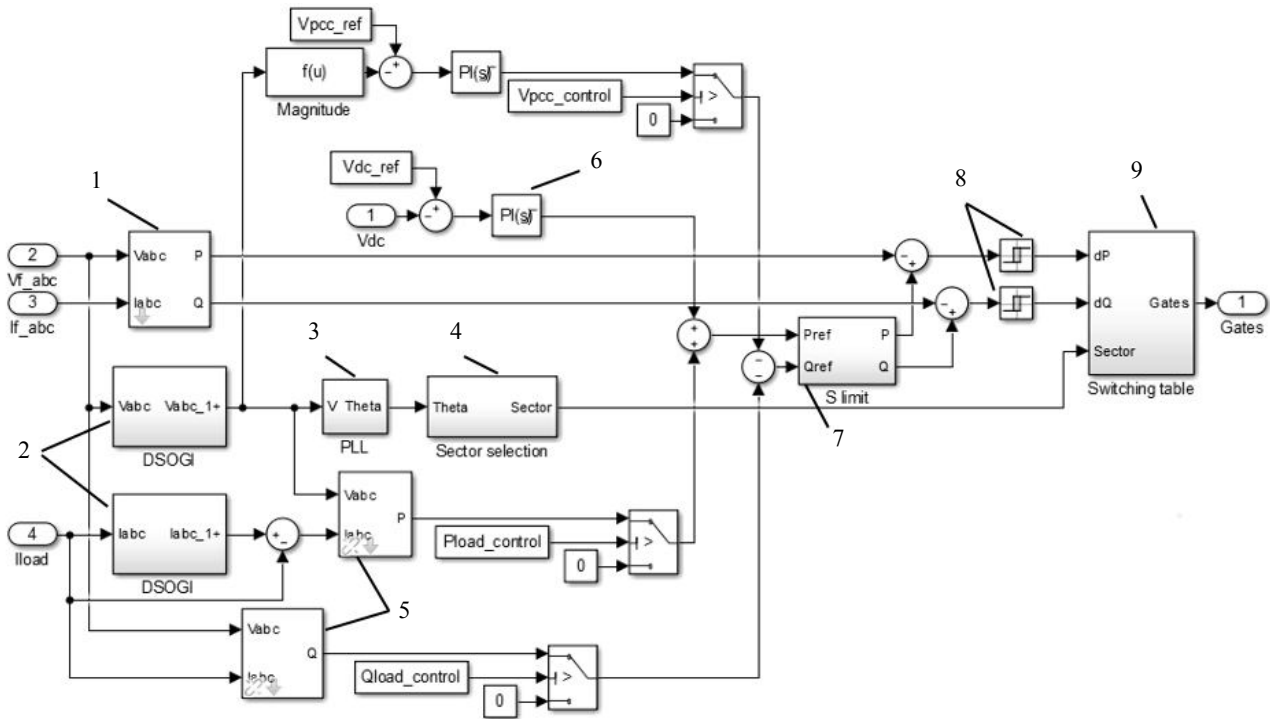 Vpcc_ref
f(u)
Magnitude
- +
PI(s)
Vpcc_control
>
0
Vdc_ref
1
Vdc
- +
PI(s)
6
1
2
Vf_abc
3
If_abc
Vabc P
Iabc Q
8
9
- +
- +
dP
dQ
Sector
Gates
Switching table
1
Gates
+
+
-
-
Pref P
Qref Q
S limit
7
2
Vabc Vabc_1+
DSOGI
3
V Theta
PLL
4
Theta Sector
Sector selection
4
Iload
Iabc Iabc_1+
DSOGI
+ -
Vabc
P
Iabc
Pload_control
>
0
5
Vabc
Q
Iabc
Qload_control
>
0